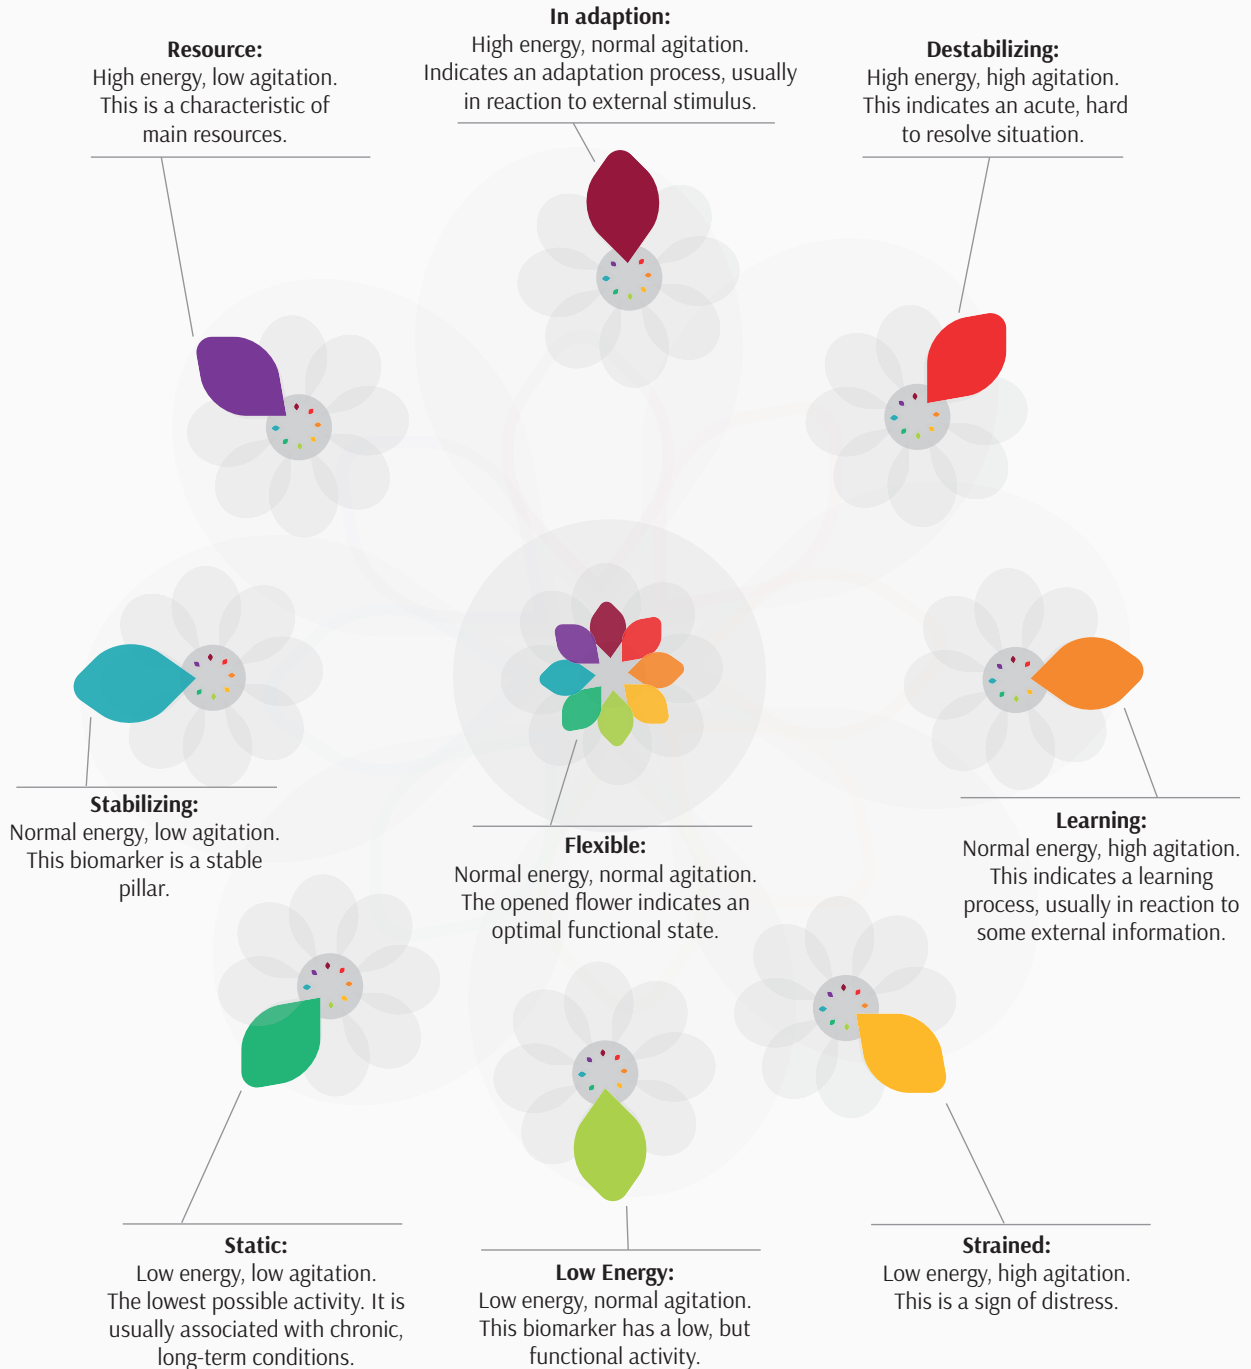 In adaption:
High energy, normal agitation.
Indicates an adaptation process, usually
in reaction to external stimulus.
Resource:
High energy, low agitation.
This is a characteristic of
main resources.
Destabilizing:
High energy, high agitation.
This indicates an acute, hard
to resolve situation.
Stabilizing:
Normal energy, low agitation.
This biomarker is a stable
pillar.
Flexible:
Normal energy, normal agitation.
The opened flower indicates an
optimal functional state.
Learning:
Normal energy, high agitation.
This indicates a learning
process, usually in reaction to
some external information.
Static:
Low energy, low agitation.
The lowest possible activity. It is
usually associated with chronic,
long-term conditions.
Low Energy:
Low energy, normal agitation.
This biomarker has a low, but
functional activity.
Strained:
Low energy, high agitation.
This is a sign of distress.